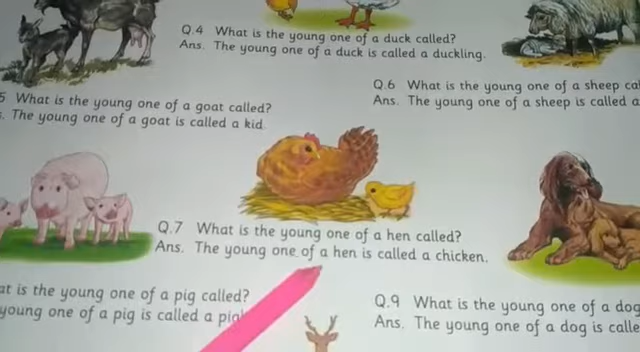 Q.4 What is the young one of a duck called?
Ans. The young one of a duck is called a duckling.
Q.6 What is the young one of a sheep
Ans. The young one of a sheep is called a
5 What is the young one of a goat called?
The young one of a goat is called a kid.
Q.7 What is the young one of a hen called?
Ans. The young one of a hen is called a chicken.
is the young one of a pig called?
young one of a pig is called a
Q.9 What is the young one of a dog
Ans. The young one of a dog is